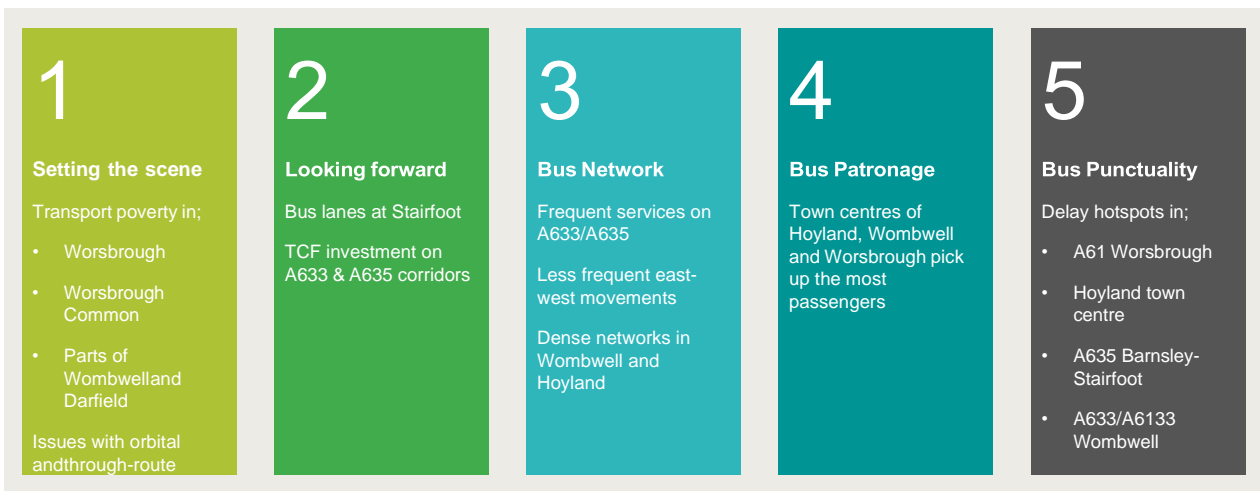 1
Setting the scene
Transport poverty in;
• Worsbrough
• Worsbrough
Common
• Parts of
Wombwelland
Darfield
Issues with orbital
andthrough-route
2
Looking forward
Bus lanes at Stairfoot
TCF investment on
A633 & A635 corridors
3
Bus Network
Frequent services on
A633/A635
Less frequent east-
west movements
Dense networks in
Wombwell and
Hoyland
4
Bus Patronage
Town centres of
Hoyland, Wombwell
and Worsbrough pick
up the most
passengers
5
Bus Punctuality
Delay hotspots in;
• A61 Worsbrough
• Hoyland town
centre
• A635 Barnsley-
Stairfoot
• A633/A6133
Wombwell